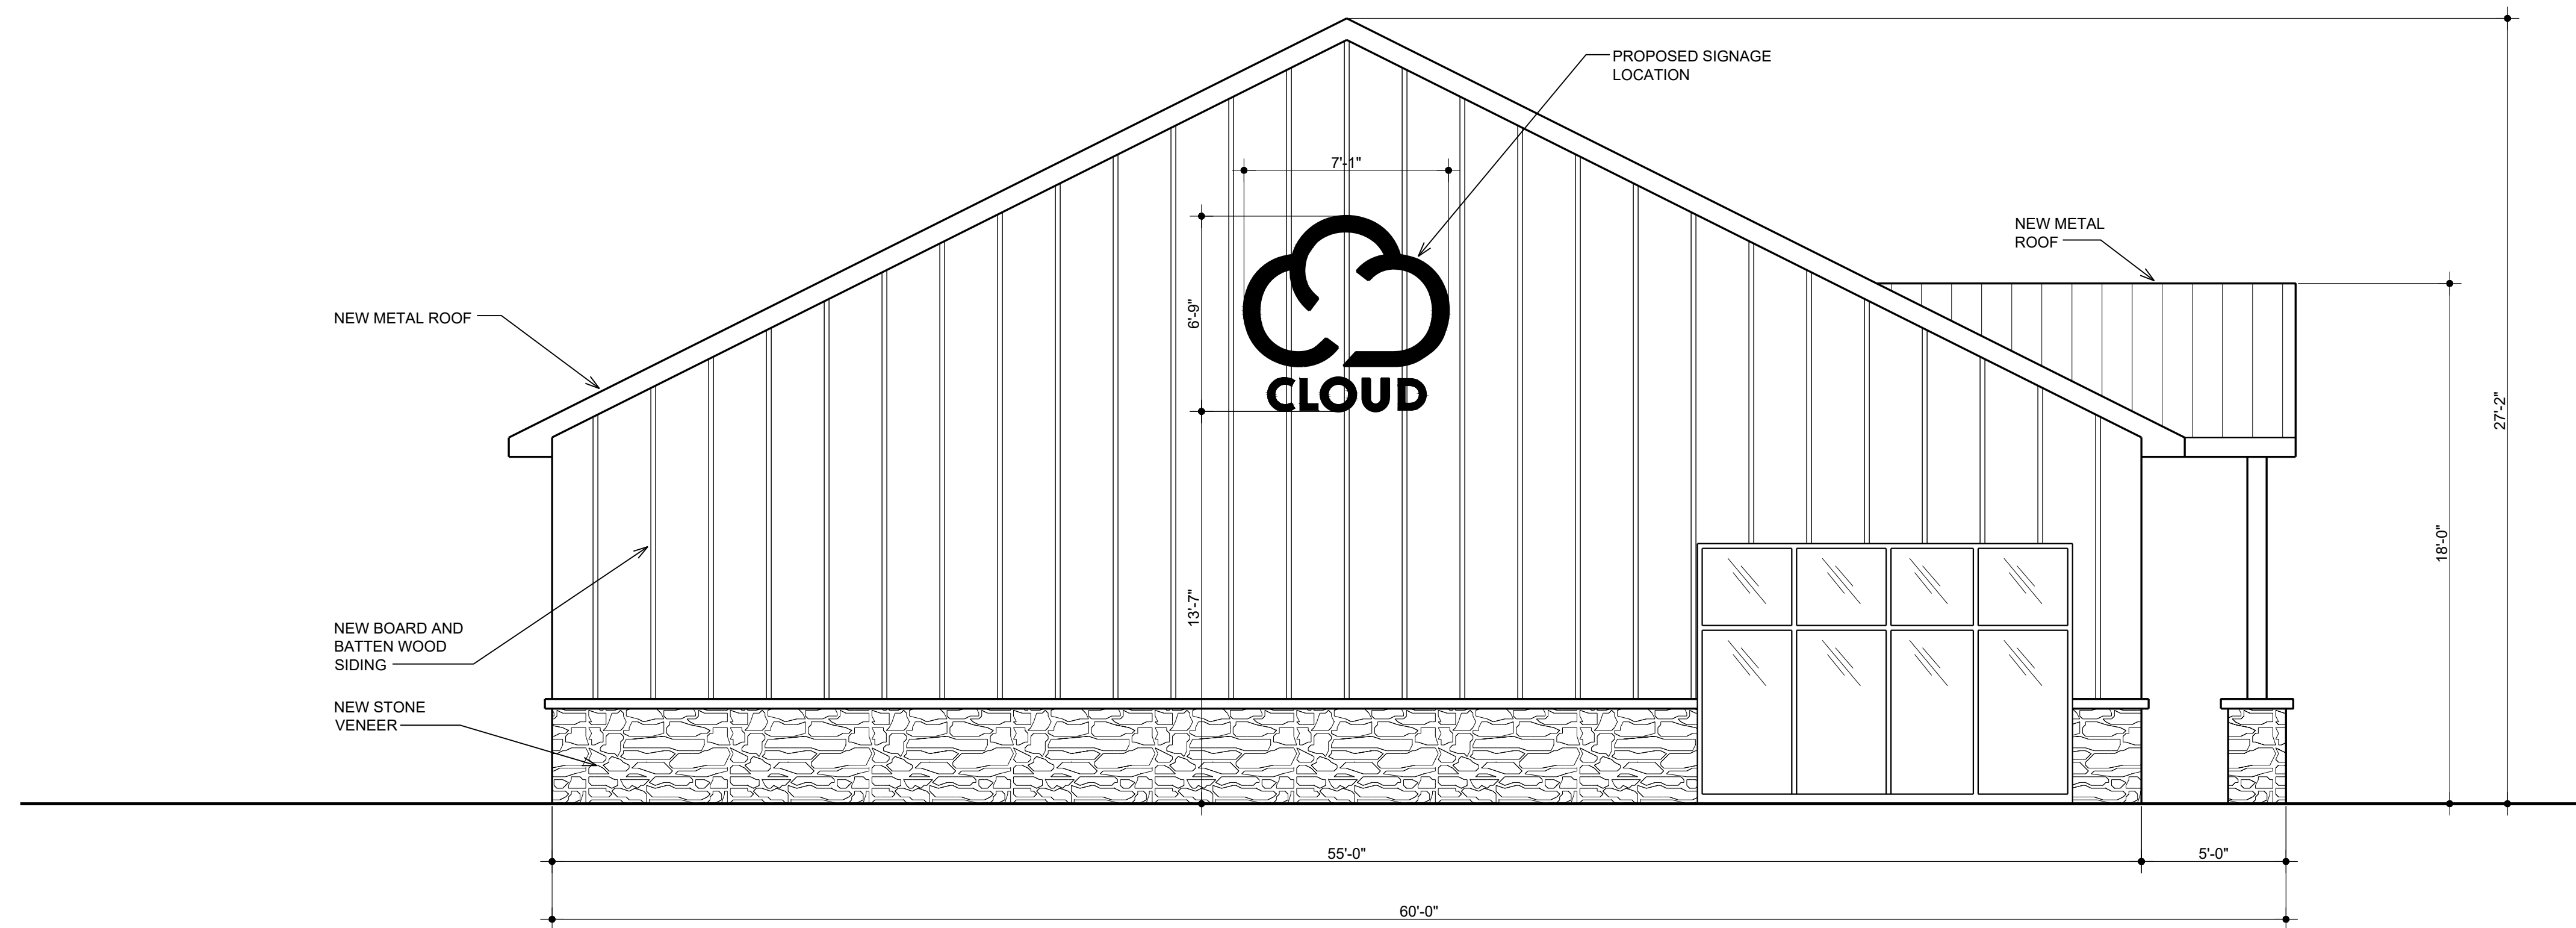 PROPOSED SIGNAGE
LOCATION
7'-1"
NEW METAL
ROOF
6'-9"
NEW METAL ROOF
CLOUD
27'-2"
18'-0"
13'-7"
NEW BOARD AND
BATTEN WOOD
SIDING
NEW STONE
VENEER
55'-0"
5'-0"
60'-0"